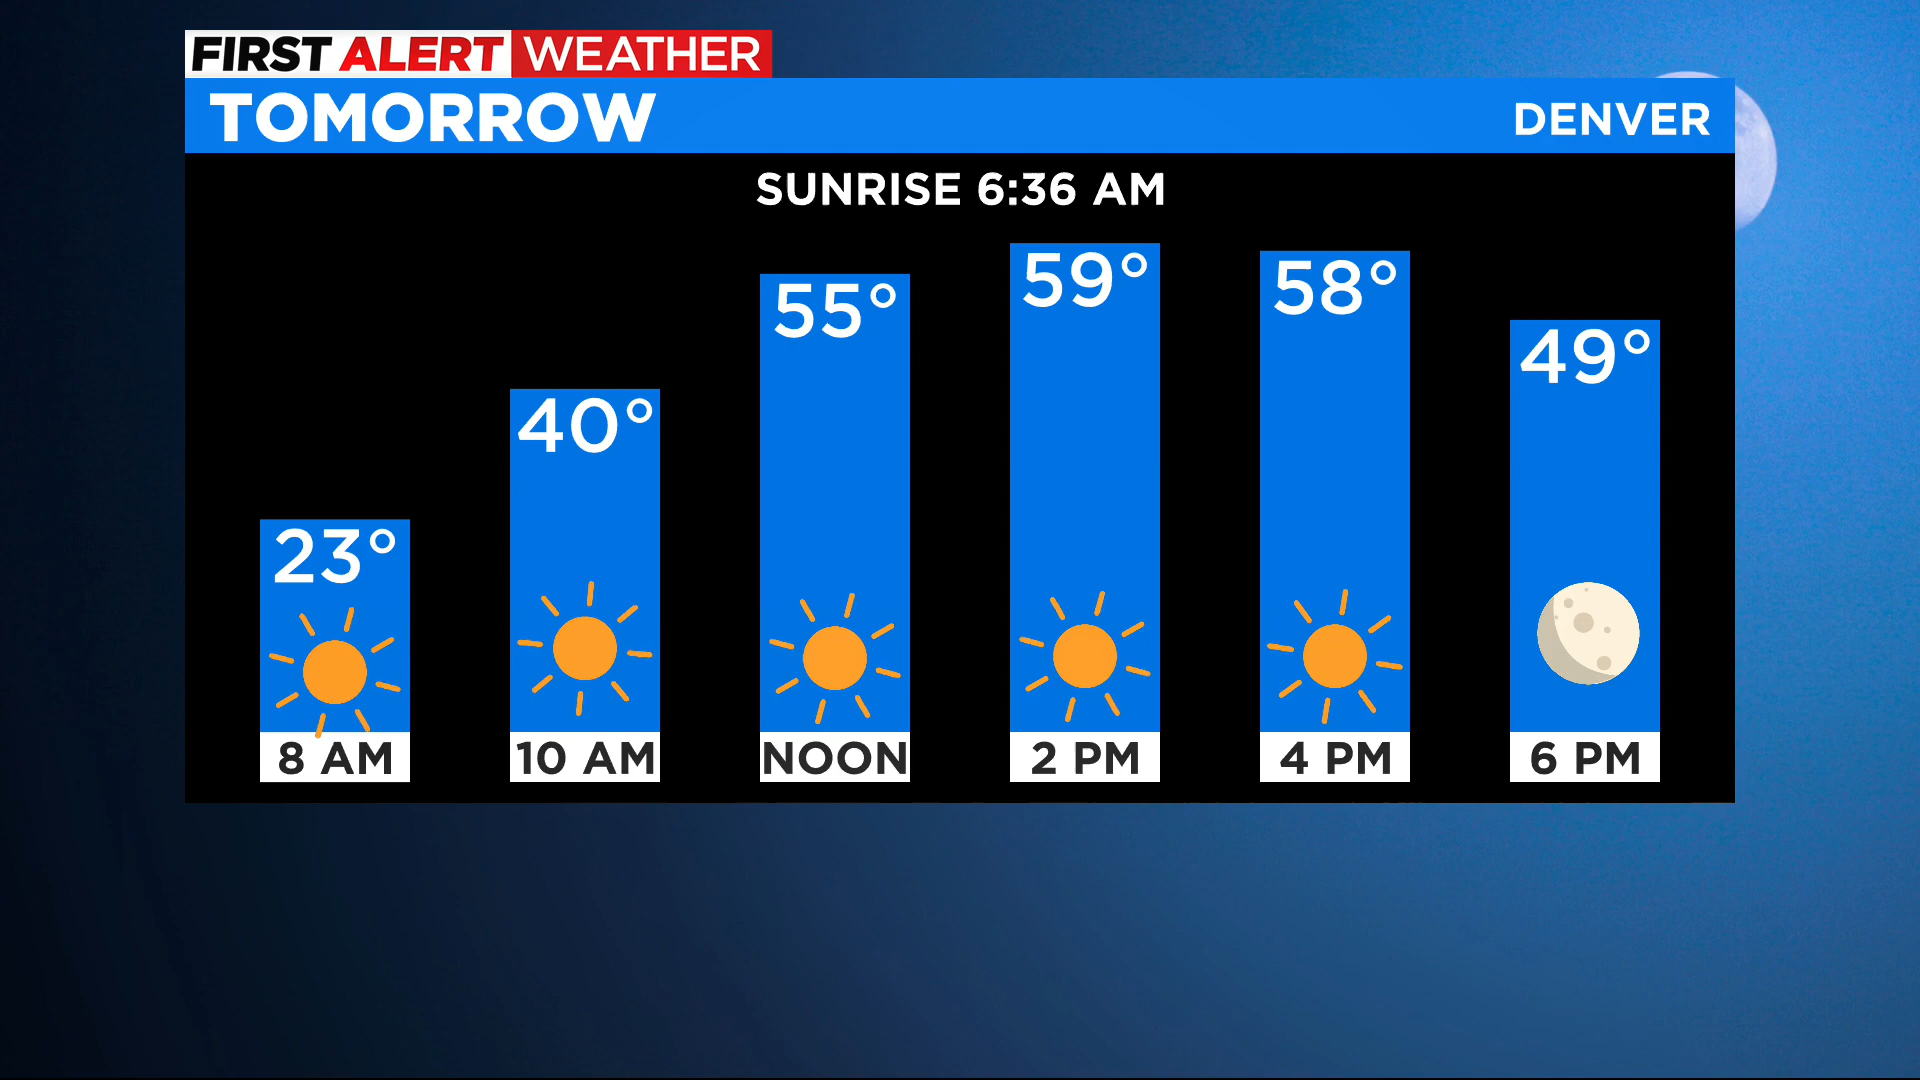 FIRST ALERT WEATHER
TOMORROW
DENVER
SUNRISE 6:36 AM
23°
40°
55°
59°
58°
49°
8 AM
10 AM
NOON
2 PM
4 PM
6 PM